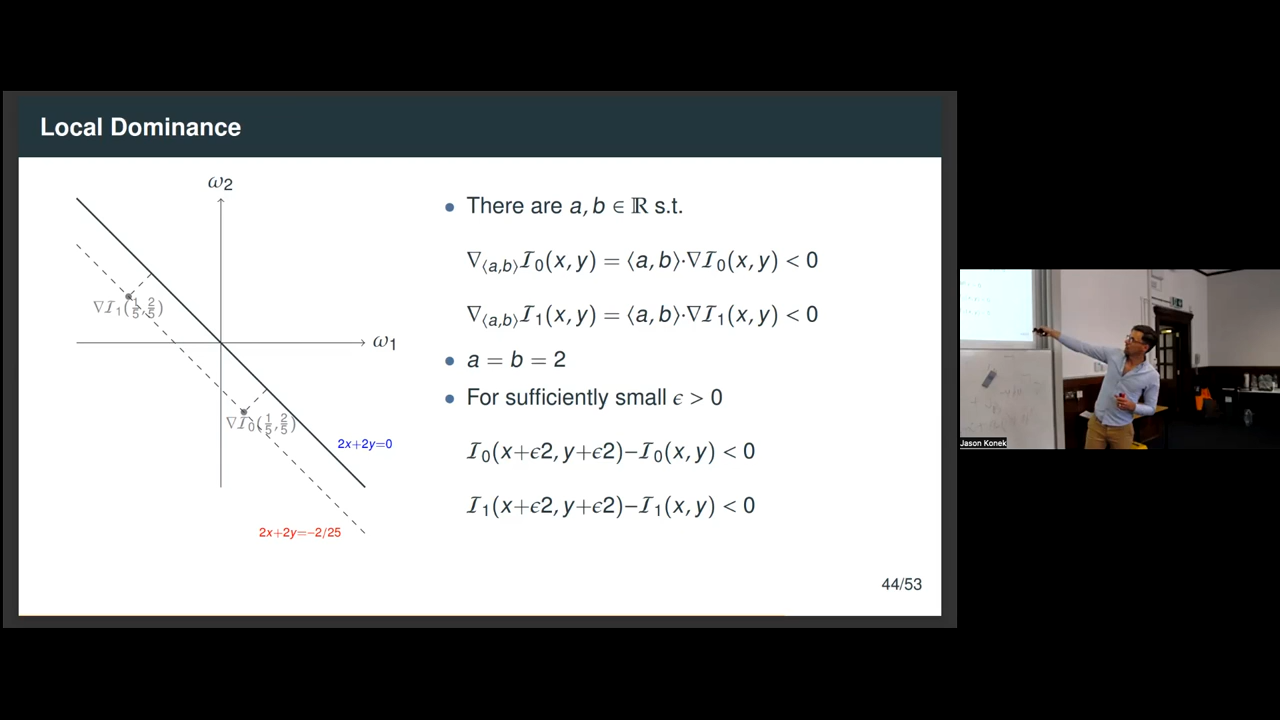 Local Dominance
ω₂
ω₁
∇I₁(1/5, 2/5)
∇I₀(1/5, 2/5)
2x+2y=0
2x+2y=−2/25
• There are a, b ∈ ℝ s.t.
∇⟨a,b⟩I₀(x, y) = ⟨a, b⟩·∇I₀(x, y) < 0
∇⟨a,b⟩I₁(x, y) = ⟨a, b⟩·∇I₁(x, y) < 0
• a = b = 2
• For sufficiently small ϵ > 0
I₀(x+ϵ2, y+ϵ2)−I₀(x, y) < 0
I₁(x+ϵ2, y+ϵ2)−I₁(x, y) < 0
44/53
Jason Konek